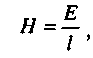 H = E/l ,